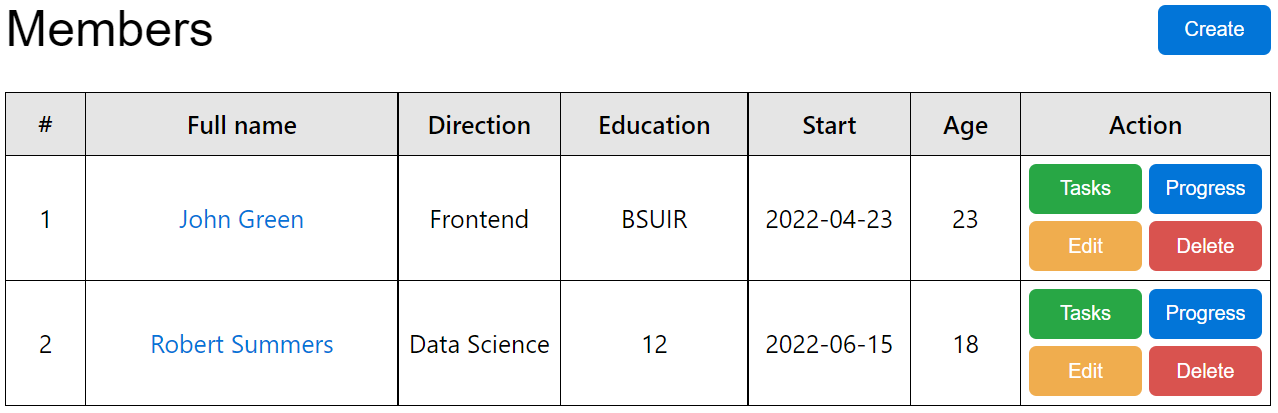 Members
Create
# Full name Direction Education Start Age Action
1 John Green Frontend BSUIR 2022-04-23 23 Tasks Progress
Edit Delete
2 Robert Summers Data Science 12 2022-06-15 18 Tasks Progress
Edit Delete